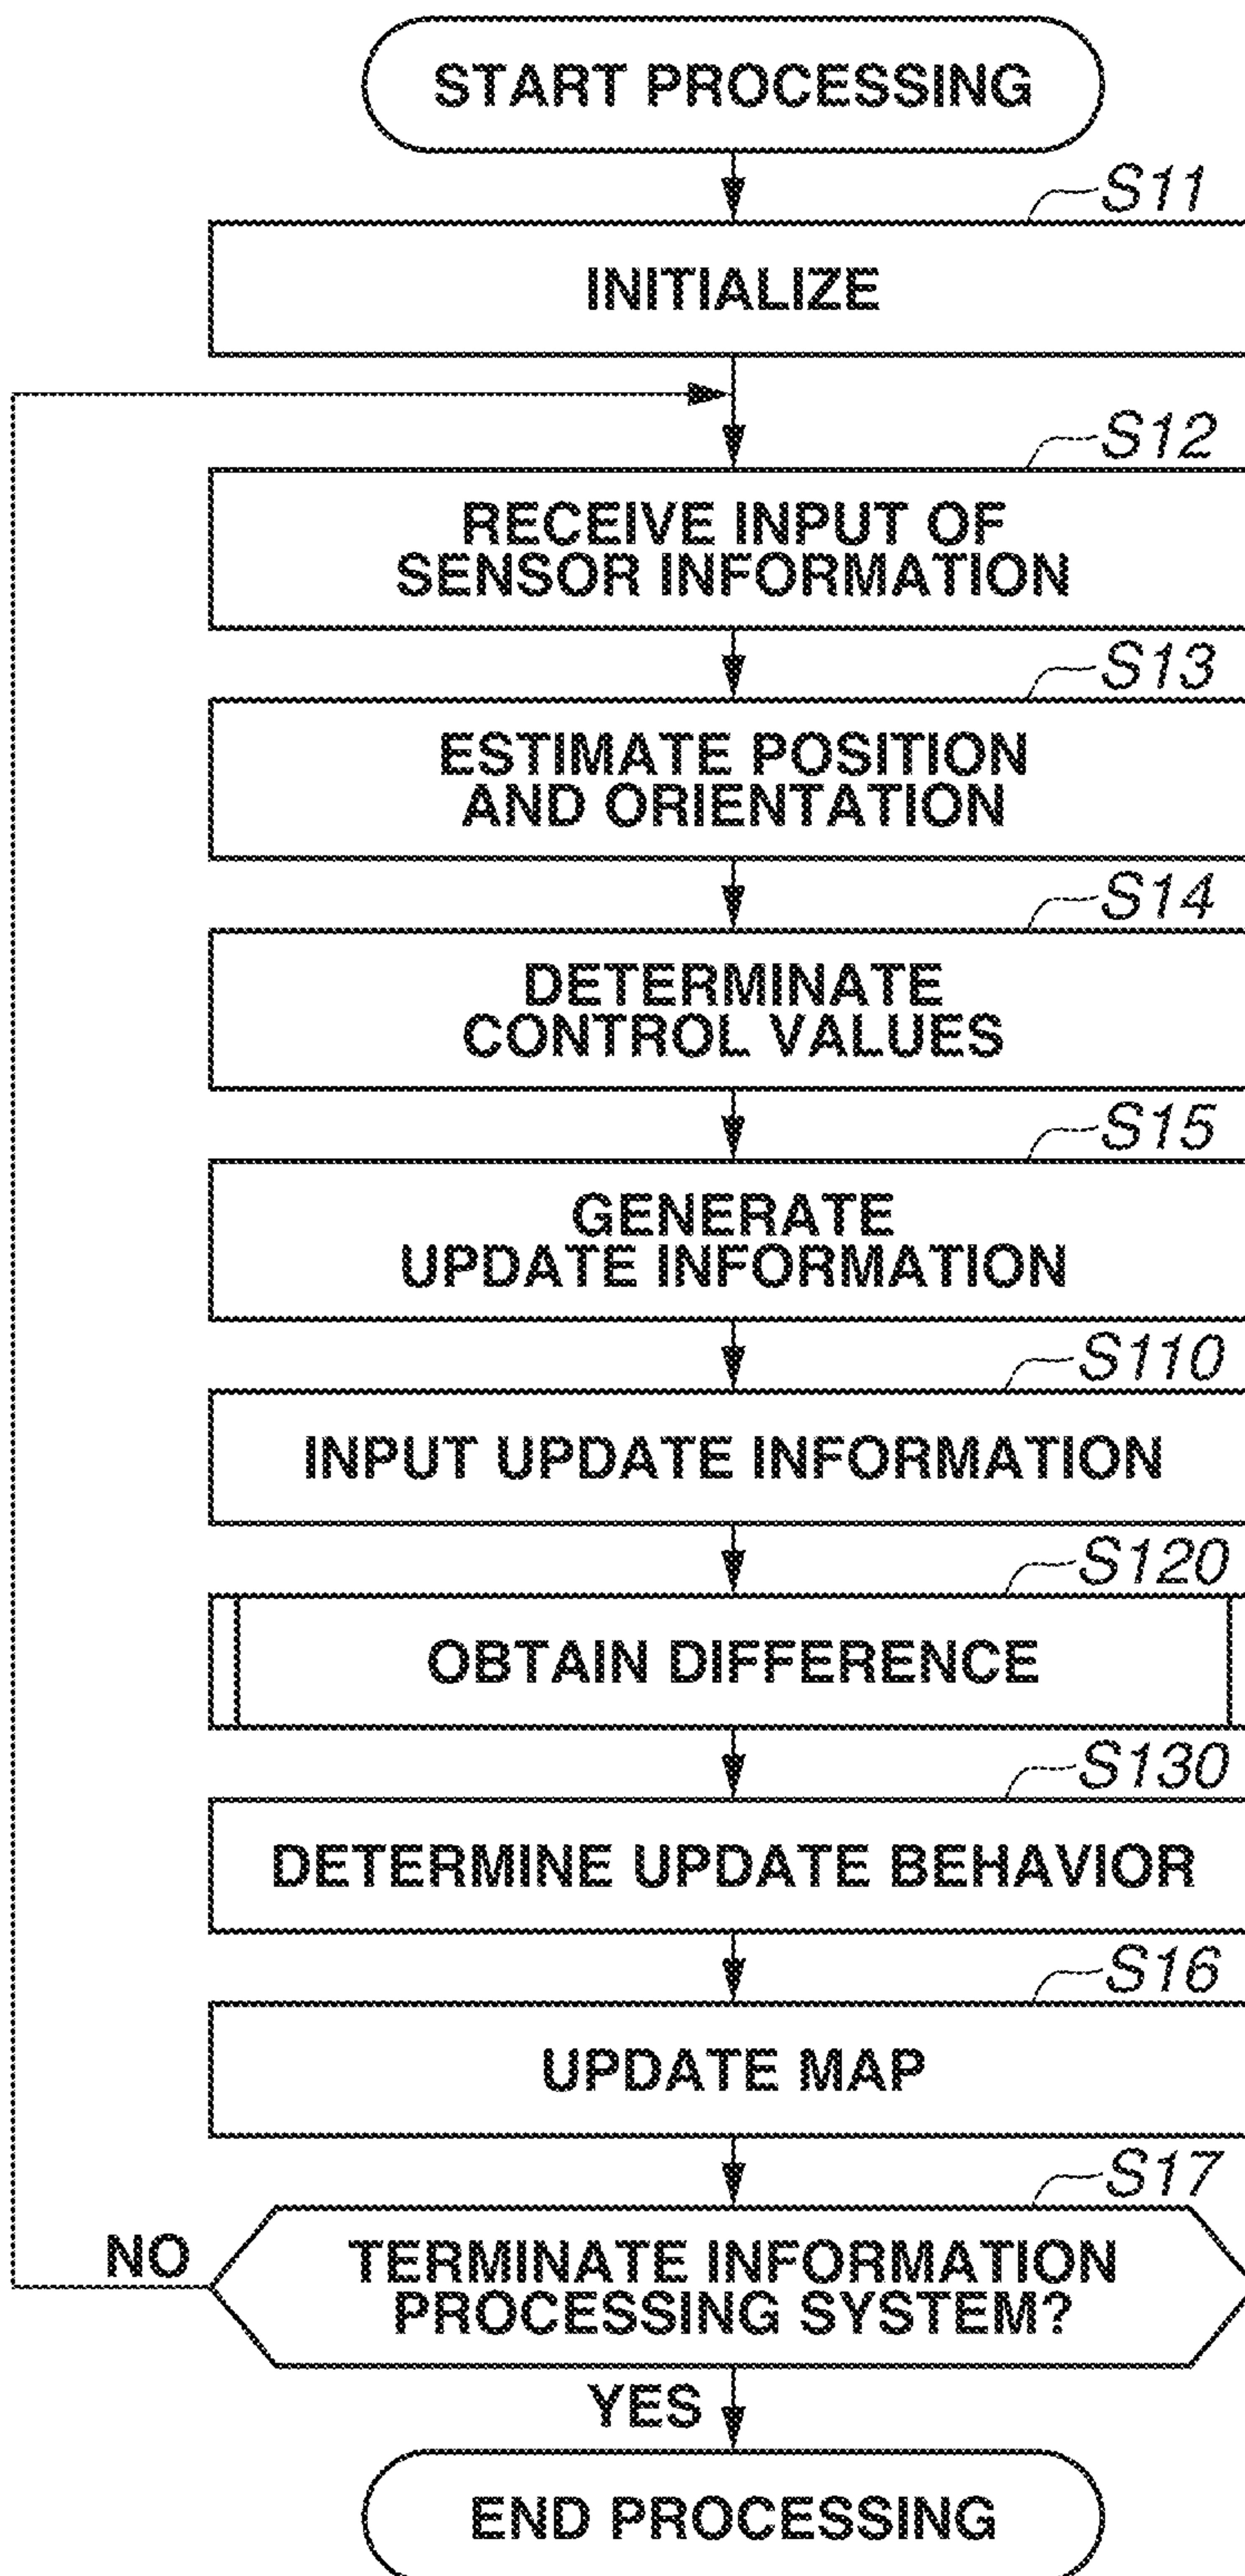 START PROCESSING
S11
INITIALIZE
S12
RECEIVE INPUT OF
SENSOR INFORMATION
S13
ESTIMATE POSITION
AND ORIENTATION
S14
DETERMINATE
CONTROL VALUES
S15
GENERATE
UPDATE INFORMATION
S110
INPUT UPDATE INFORMATION
S120
OBTAIN DIFFERENCE
S130
DETERMINE UPDATE BEHAVIOR
S16
UPDATE MAP
S17
NO
TERMINATE INFORMATION
PROCESSING SYSTEM?
YES
END PROCESSING